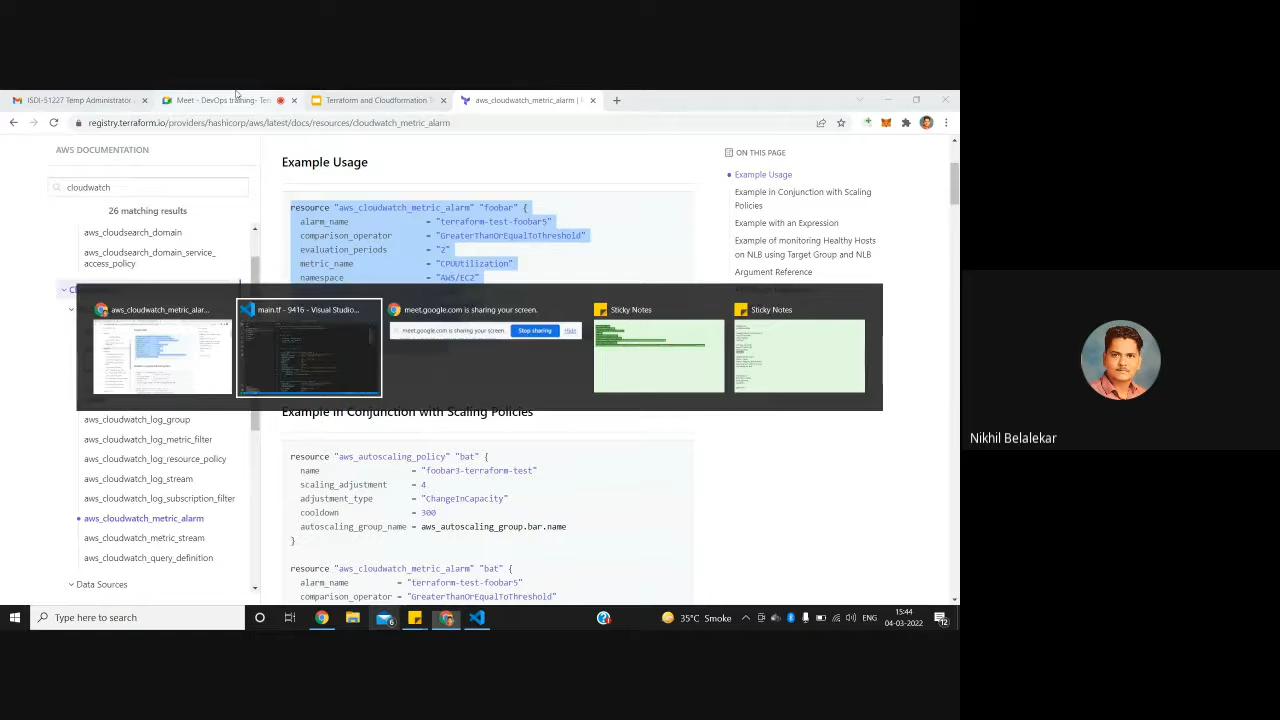 ISDI-51227 Temp Administrator
Meet - DevOps training- Ter
Terraform and Cloudformation T
aws_cloudwatch_metric_alarm | R
registry.terraform.io/providers/hashicorp/aws/latest/docs/resources/cloudwatch_metric_alarm
AWS DOCUMENTATION
cloudwatch
26 matching results
aws_cloudsearch_domain
aws_cloudsearch_domain_service_
access_policy
aws_cloudwatch_log_group
aws_cloudwatch_log_metric_filter
aws_cloudwatch_log_resource_policy
aws_cloudwatch_log_stream
aws_cloudwatch_log_subscription_filter
aws_cloudwatch_metric_alarm
aws_cloudwatch_metric_stream
aws_cloudwatch_query_definition
Data Sources
Example Usage
resource "aws_cloudwatch_metric_alarm" "foobar" {
alarm_name = "terraform-test-foobar5"
comparison_operator = "GreaterThanOrEqualToThreshold"
evaluation_periods = "2"
metric_name = "CPUUtilization"
namespace = "AWS/EC2"
aws_cloudwatch_metric_alar...
main.tf - 9416 - Visual Studio...
meet.google.com is sharing your screen.
Sticky Notes
Sticky Notes
meet.google.com is sharing your screen.
Stop sharing
Hide
Example in Conjunction with Scaling Policies
resource "aws_autoscaling_policy" "bat" {
name = "foobar3-terraform-test"
scaling_adjustment = 4
adjustment_type = "ChangeInCapacity"
cooldown = 300
autoscaling_group_name = aws_autoscaling_group.bar.name
}
resource "aws_cloudwatch_metric_alarm" "bat" {
alarm_name = "terraform-test-foobar5"
comparison_operator = "GreaterThanOrEqualToThreshold"
ON THIS PAGE
Example Usage
Example in Conjunction with Scaling
Policies
Example with an Expression
Example of monitoring Healthy Hosts
on NLB using Target Group and NLB
Argument Reference
Type here to search
6
35°C Smoke
ENG
15:44
04-03-2022
12
Nikhil Belalekar